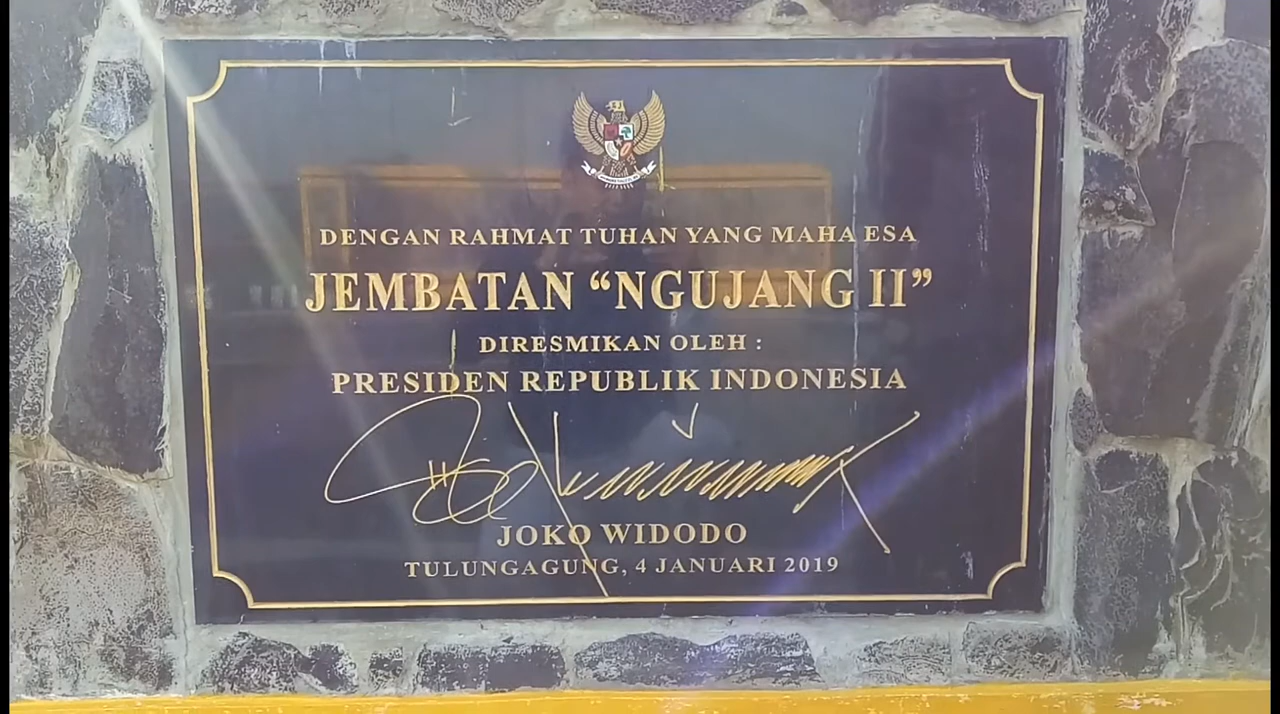 DENGAN RAHMAT TUHAN YANG MAHA ESA
JEMBATAN “NGUJANG II”
DIRESMIKAN OLEH :
PRESIDEN REPUBLIK INDONESIA
JOKO WIDODO
TULUNGAGUNG, 4 JANUARI 2019